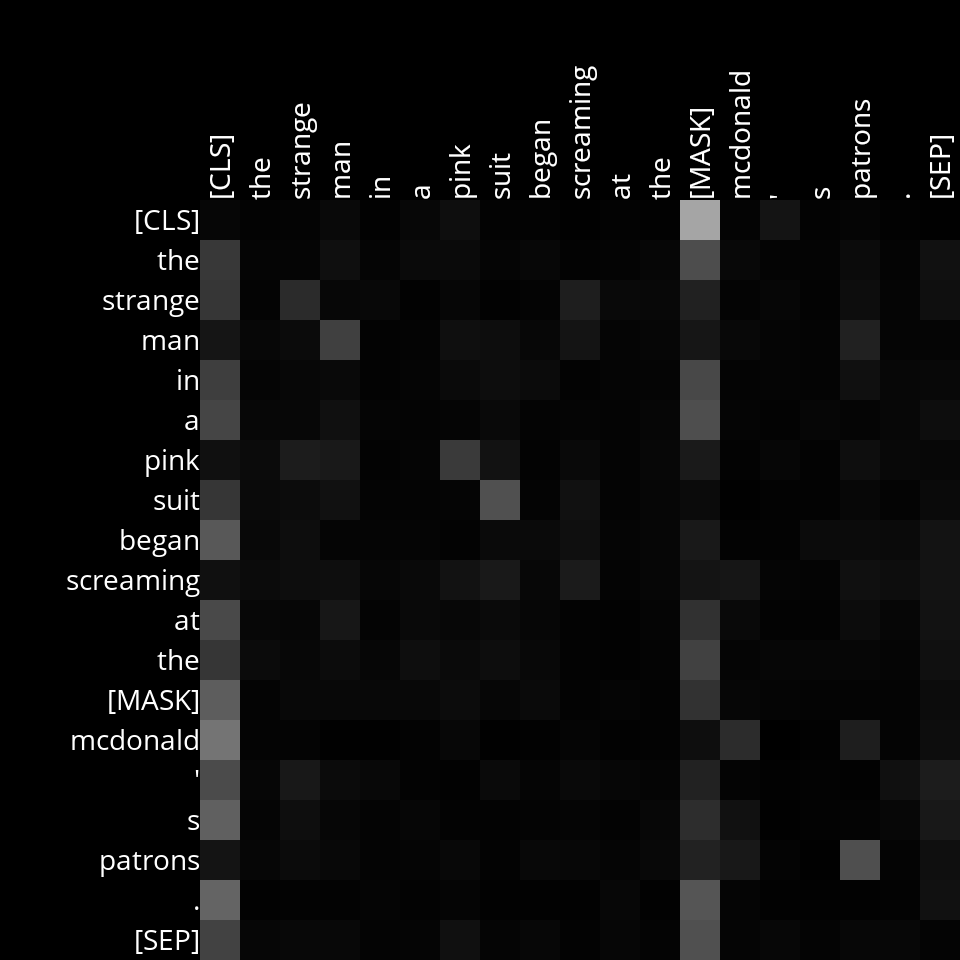 [CLS] the strange man in a pink suit began screaming at the [MASK] mcdonald ' s patrons . [SEP]
[CLS]
the
strange
man
in
a
pink
suit
began
screaming
at
the
[MASK]
mcdonald
'
s
patrons
.
[SEP]